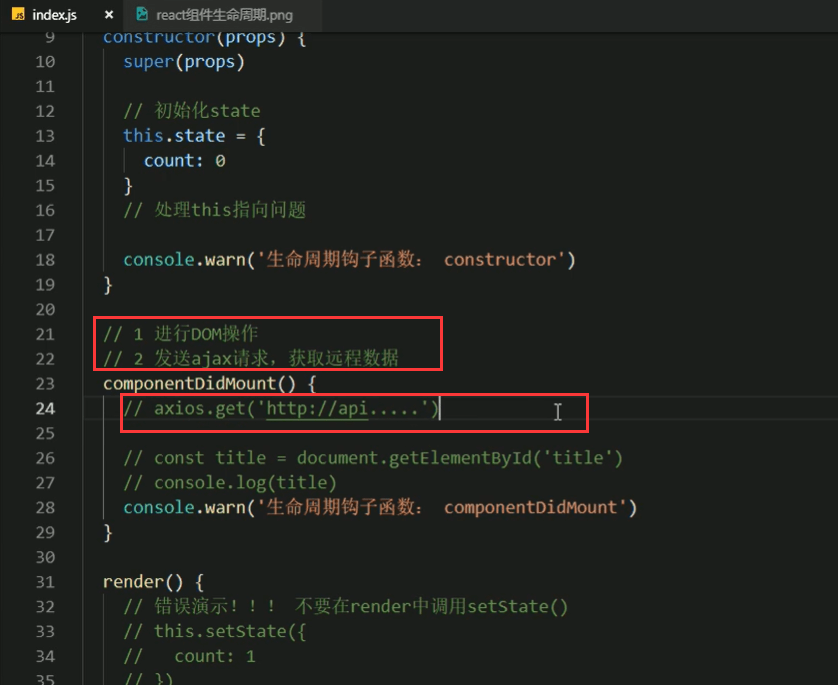 JS index.js × react组件生命周期.png
9 constructor(props) {
10 super(props)
11
12 // 初始化state
13 this.state = {
14 count: 0
15 }
16 // 处理this指向问题
17
18 console.warn('生命周期钩子函数： constructor')
19 }
20
21 // 1 进行DOM操作
22 // 2 发送ajax请求，获取远程数据
23 componentDidMount() {
24 // axios.get('http://api.....')
25
26 // const title = document.getElementById('title')
27 // console.log(title)
28 console.warn('生命周期钩子函数： componentDidMount')
29 }
30
31 render() {
32 // 错误演示！！！ 不要在render中调用setState()
33 // this.setState({
34 // count: 1
35 // })